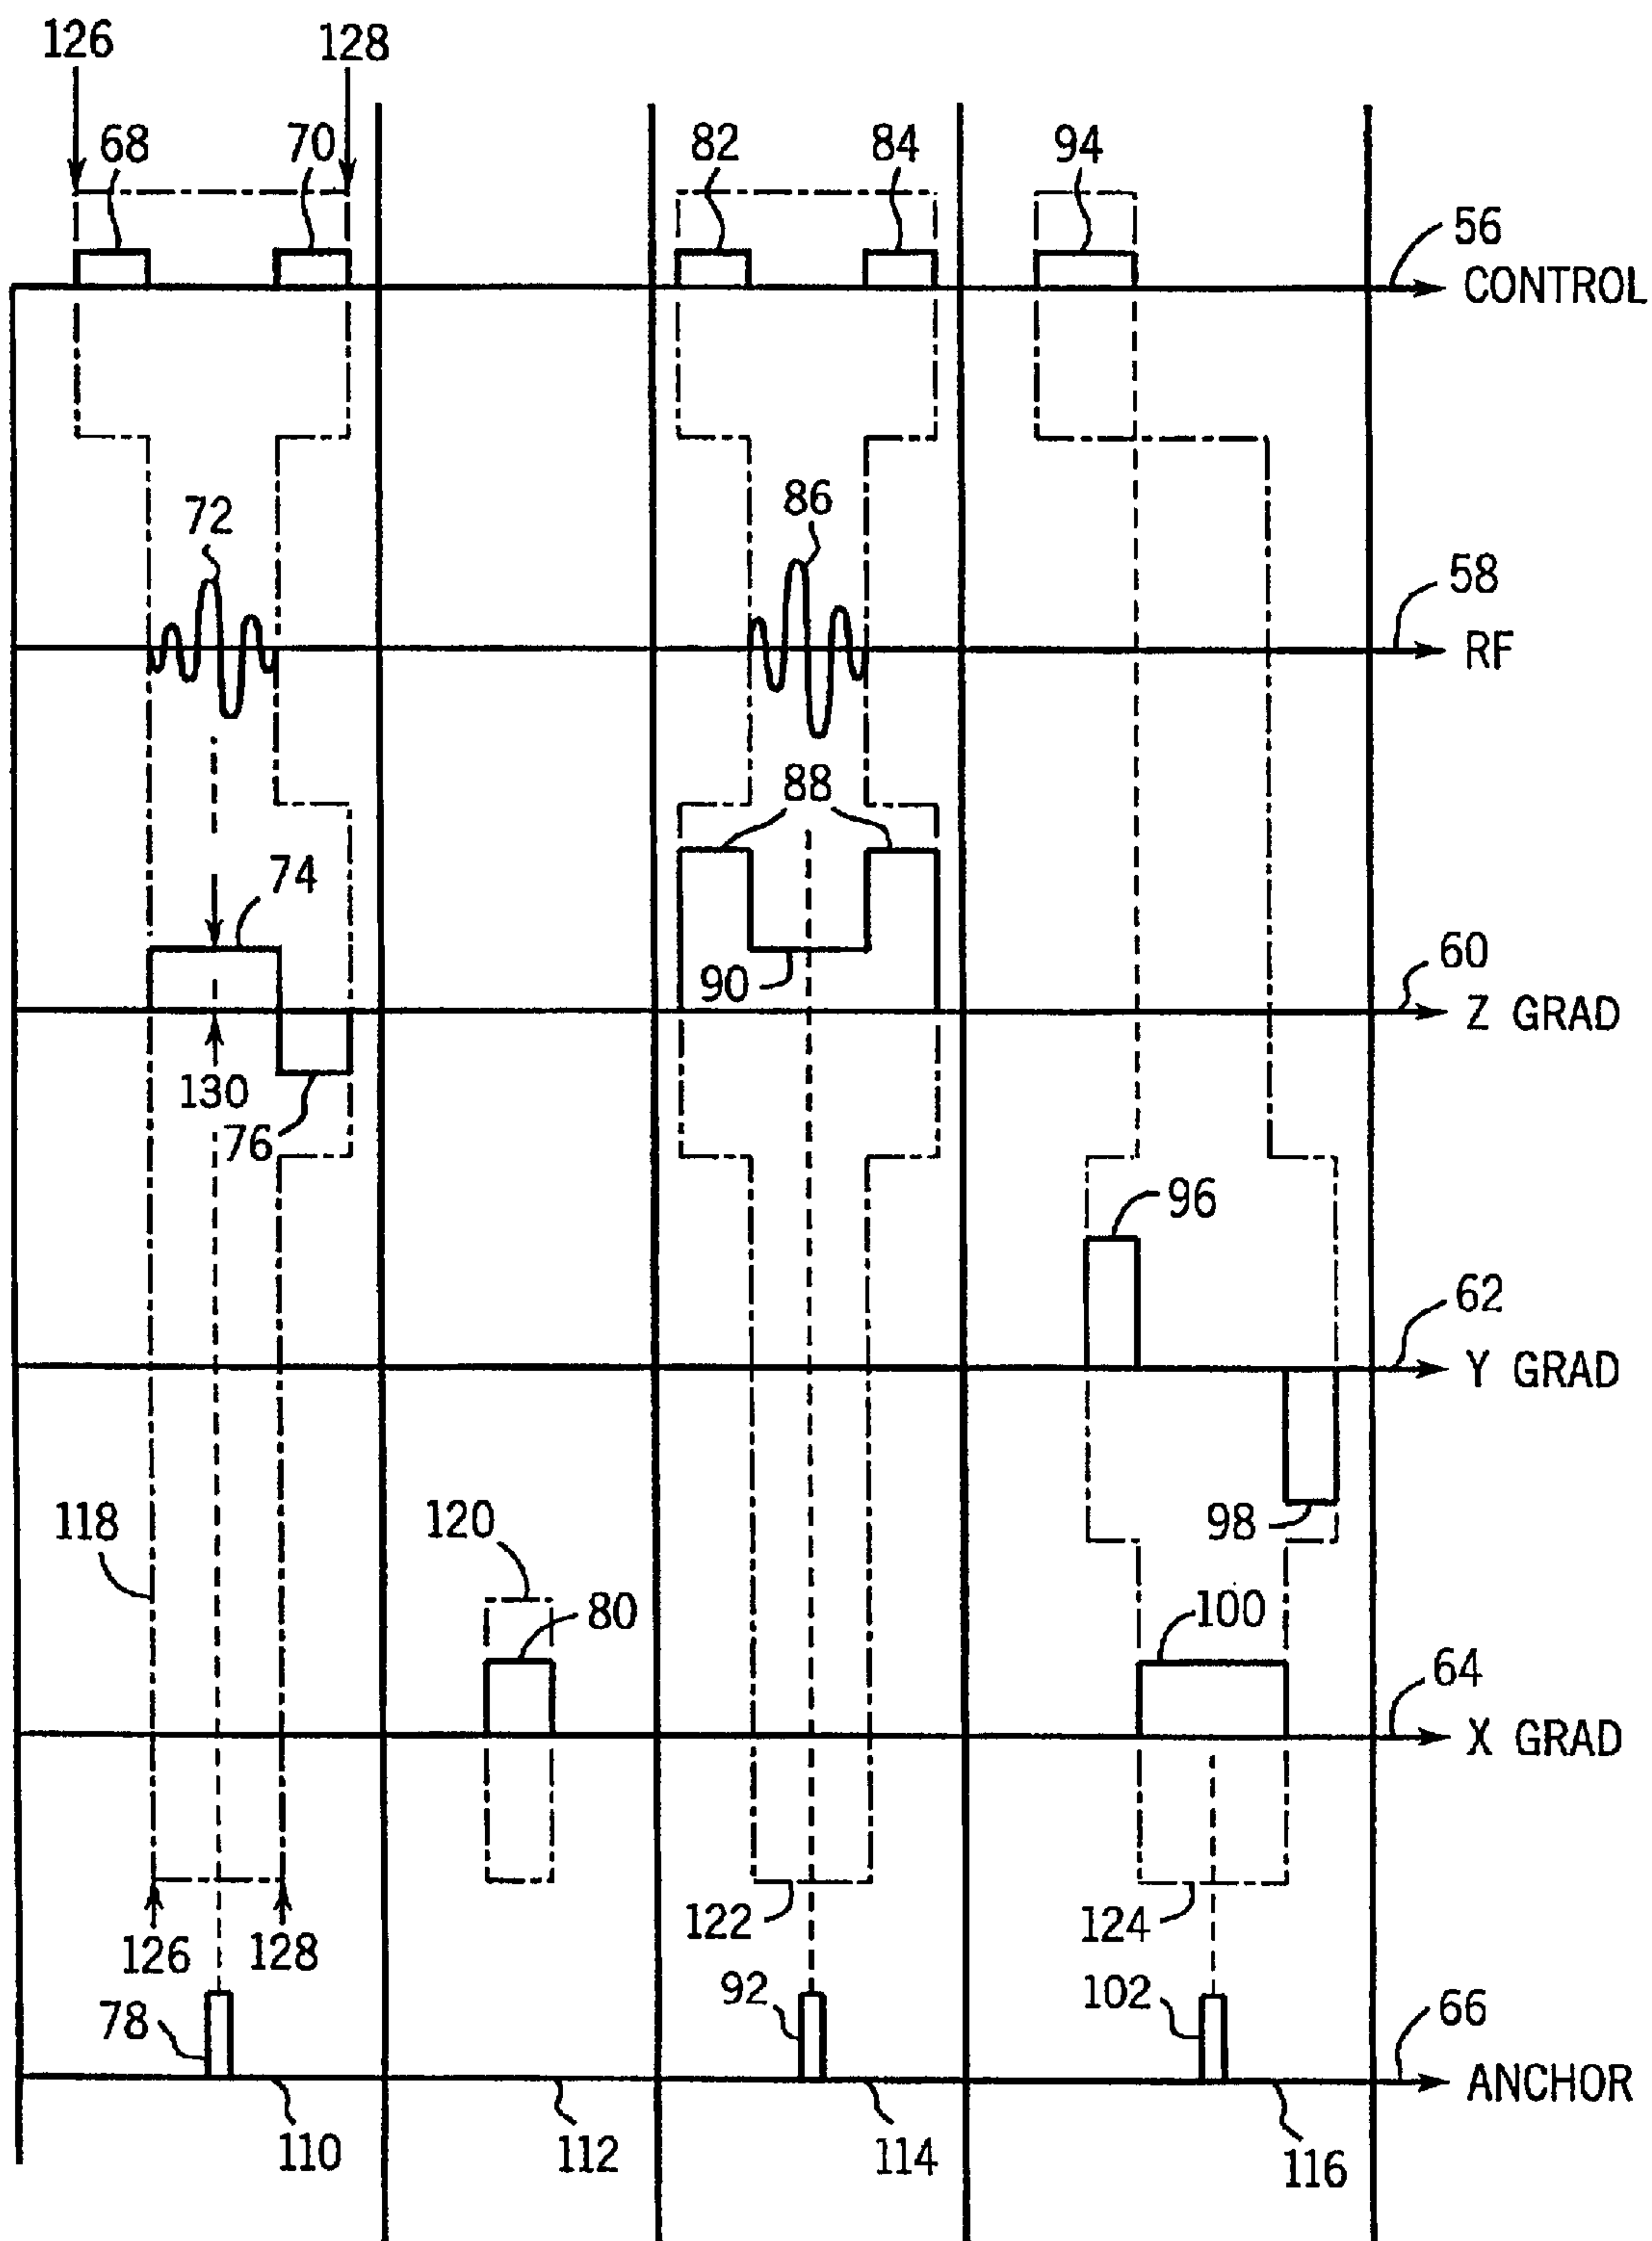 126 128
68 70 82 84 94
56
CONTROL
72 86
58
RF
88
74
90
60
Z GRAD
130
76
96
62
Y GRAD
118 120 98
80 100
64
X GRAD
122 124
126 128
78 92 102
66
ANCHOR
110 112 114 116